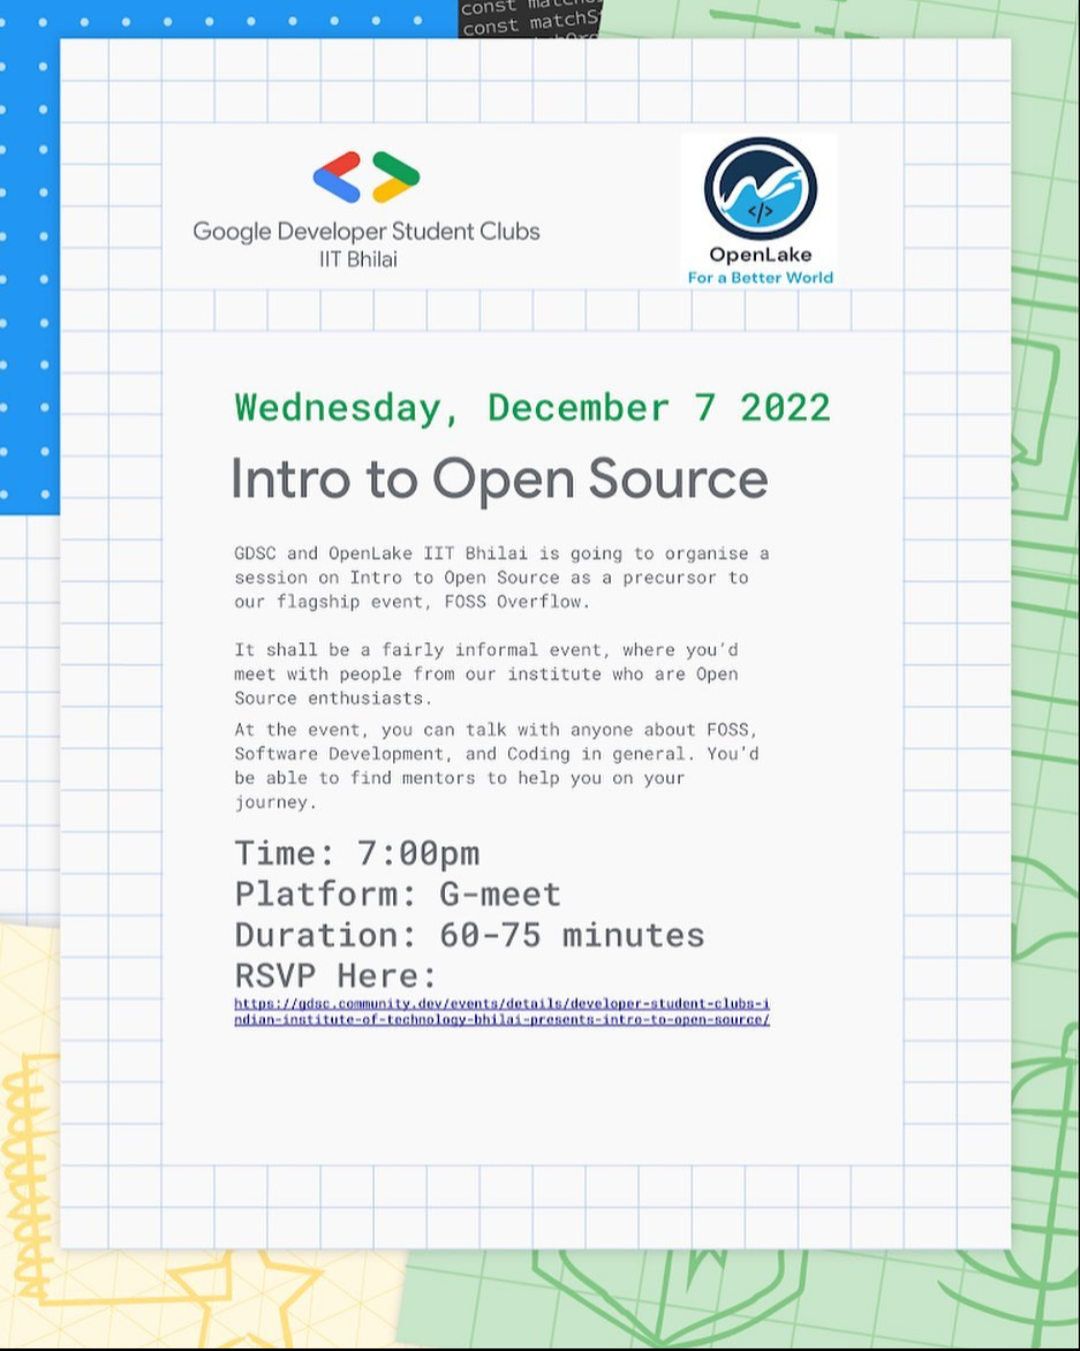 const matchS
Google Developer Student Clubs
IIT Bhilai
</>
OpenLake
For a Better World
Wednesday, December 7 2022
Intro to Open Source
GDSC and OpenLake IIT Bhilai is going to organise a
session on Intro to Open Source as a precursor to
our flagship event, FOSS Overflow.
It shall be a fairly informal event, where you'd
meet with people from our institute who are Open
Source enthusiasts.
At the event, you can talk with anyone about FOSS,
Software Development, and Coding in general. You'd
be able to find mentors to help you on your
journey.
Time: 7:00pm
Platform: G-meet
Duration: 60-75 minutes
RSVP Here:
https://gdsc.community.dev/events/details/developer-student-clubs-i
ndian-institute-of-technology-bhilai-presents-intro-to-open-source/